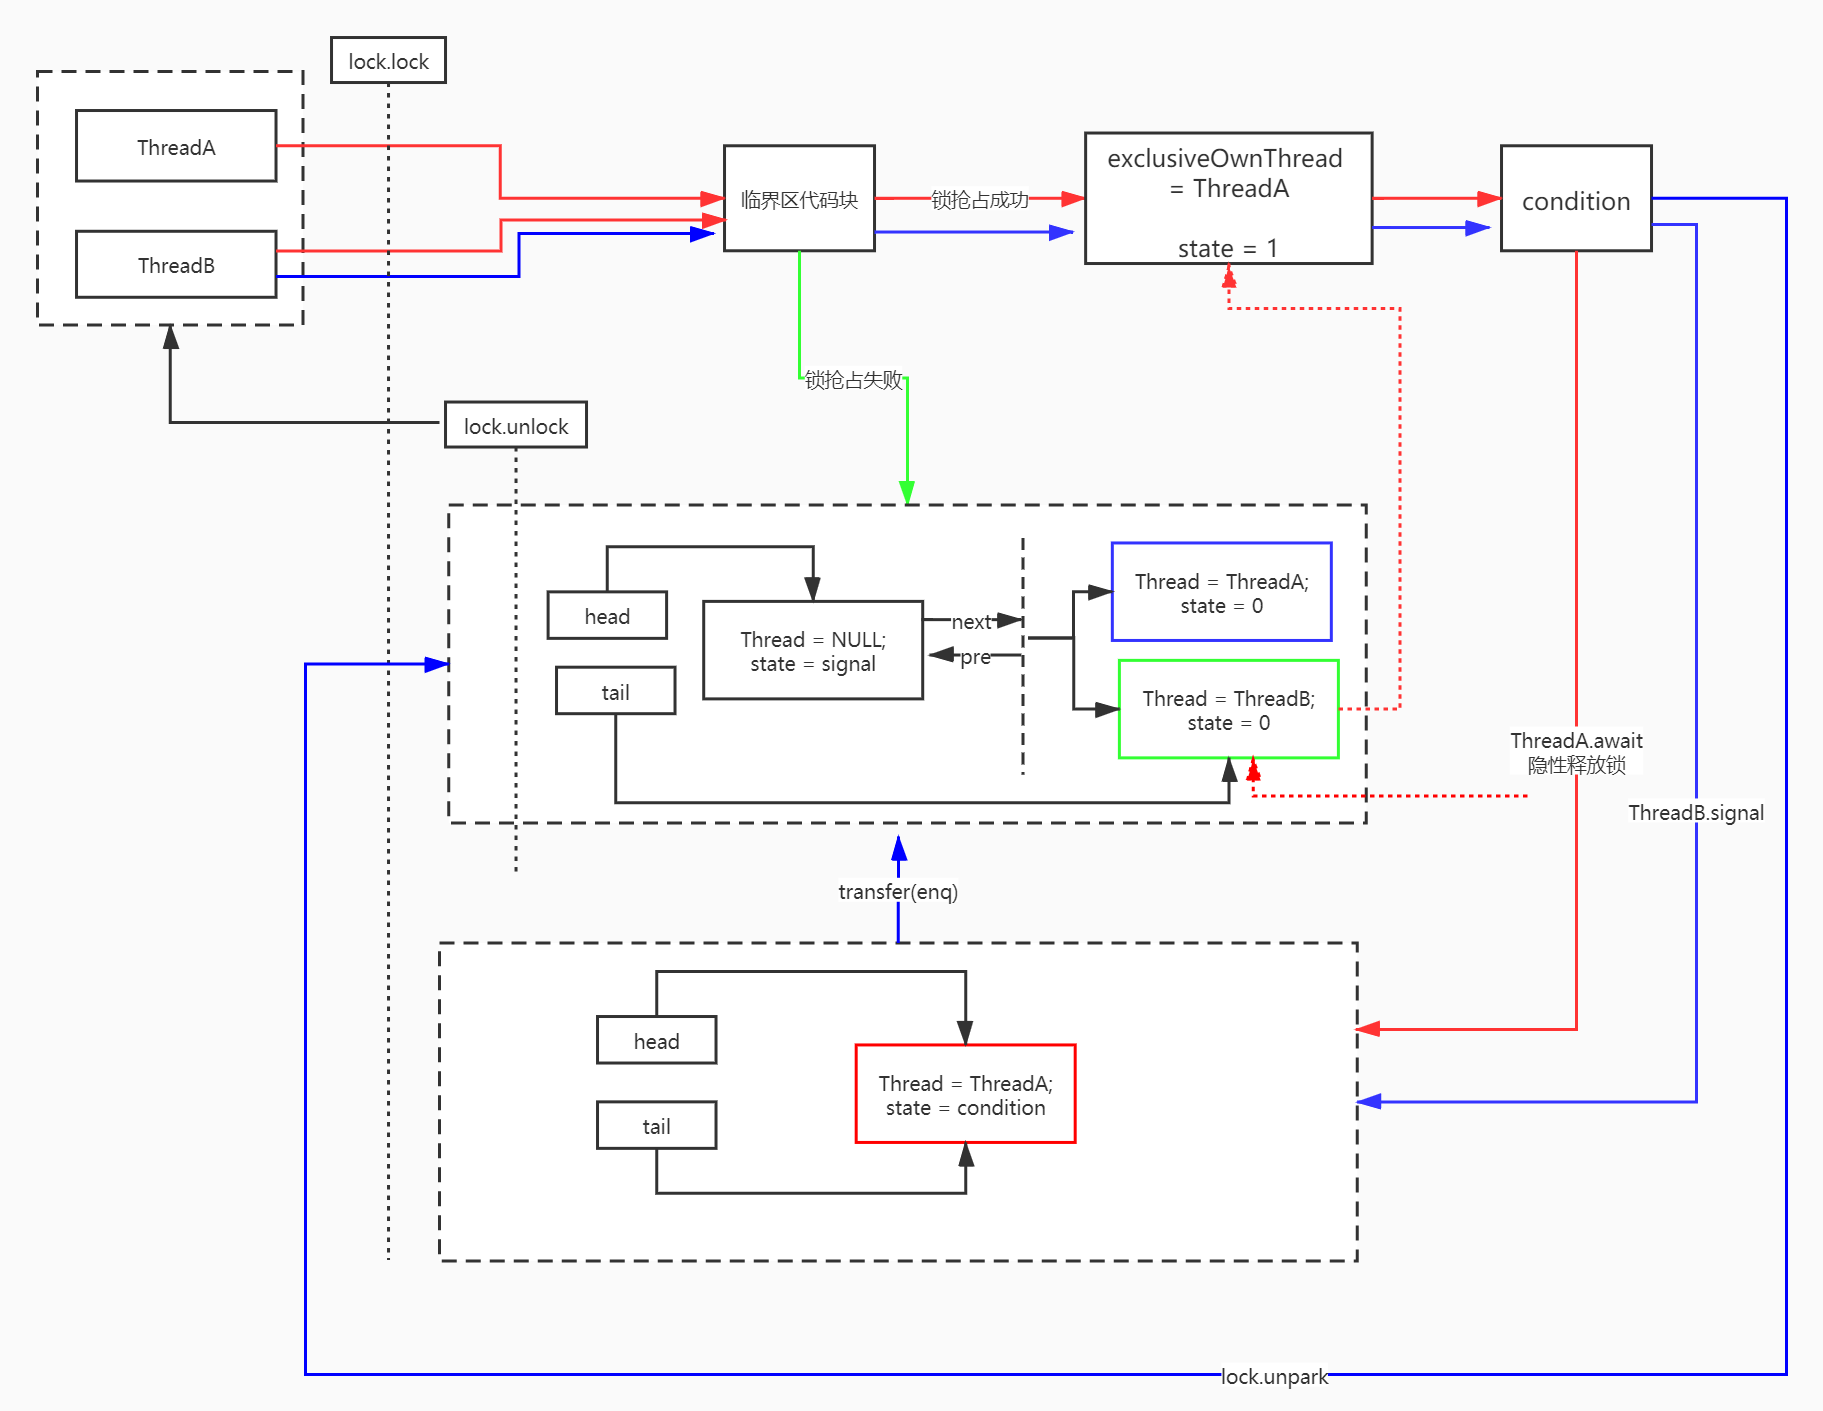 lock.lock
ThreadA
ThreadB
临界区代码块
锁抢占成功
exclusiveOwnThread
= ThreadA
state = 1
condition
锁抢占失败
lock.unlock
head
tail
Thread = NULL;
state = signal
next
pre
Thread = ThreadA;
state = 0
Thread = ThreadB;
state = 0
ThreadA.await
隐性释放锁
ThreadB.signal
transfer(enq)
head
tail
Thread = ThreadA;
state = condition
lock.unpark